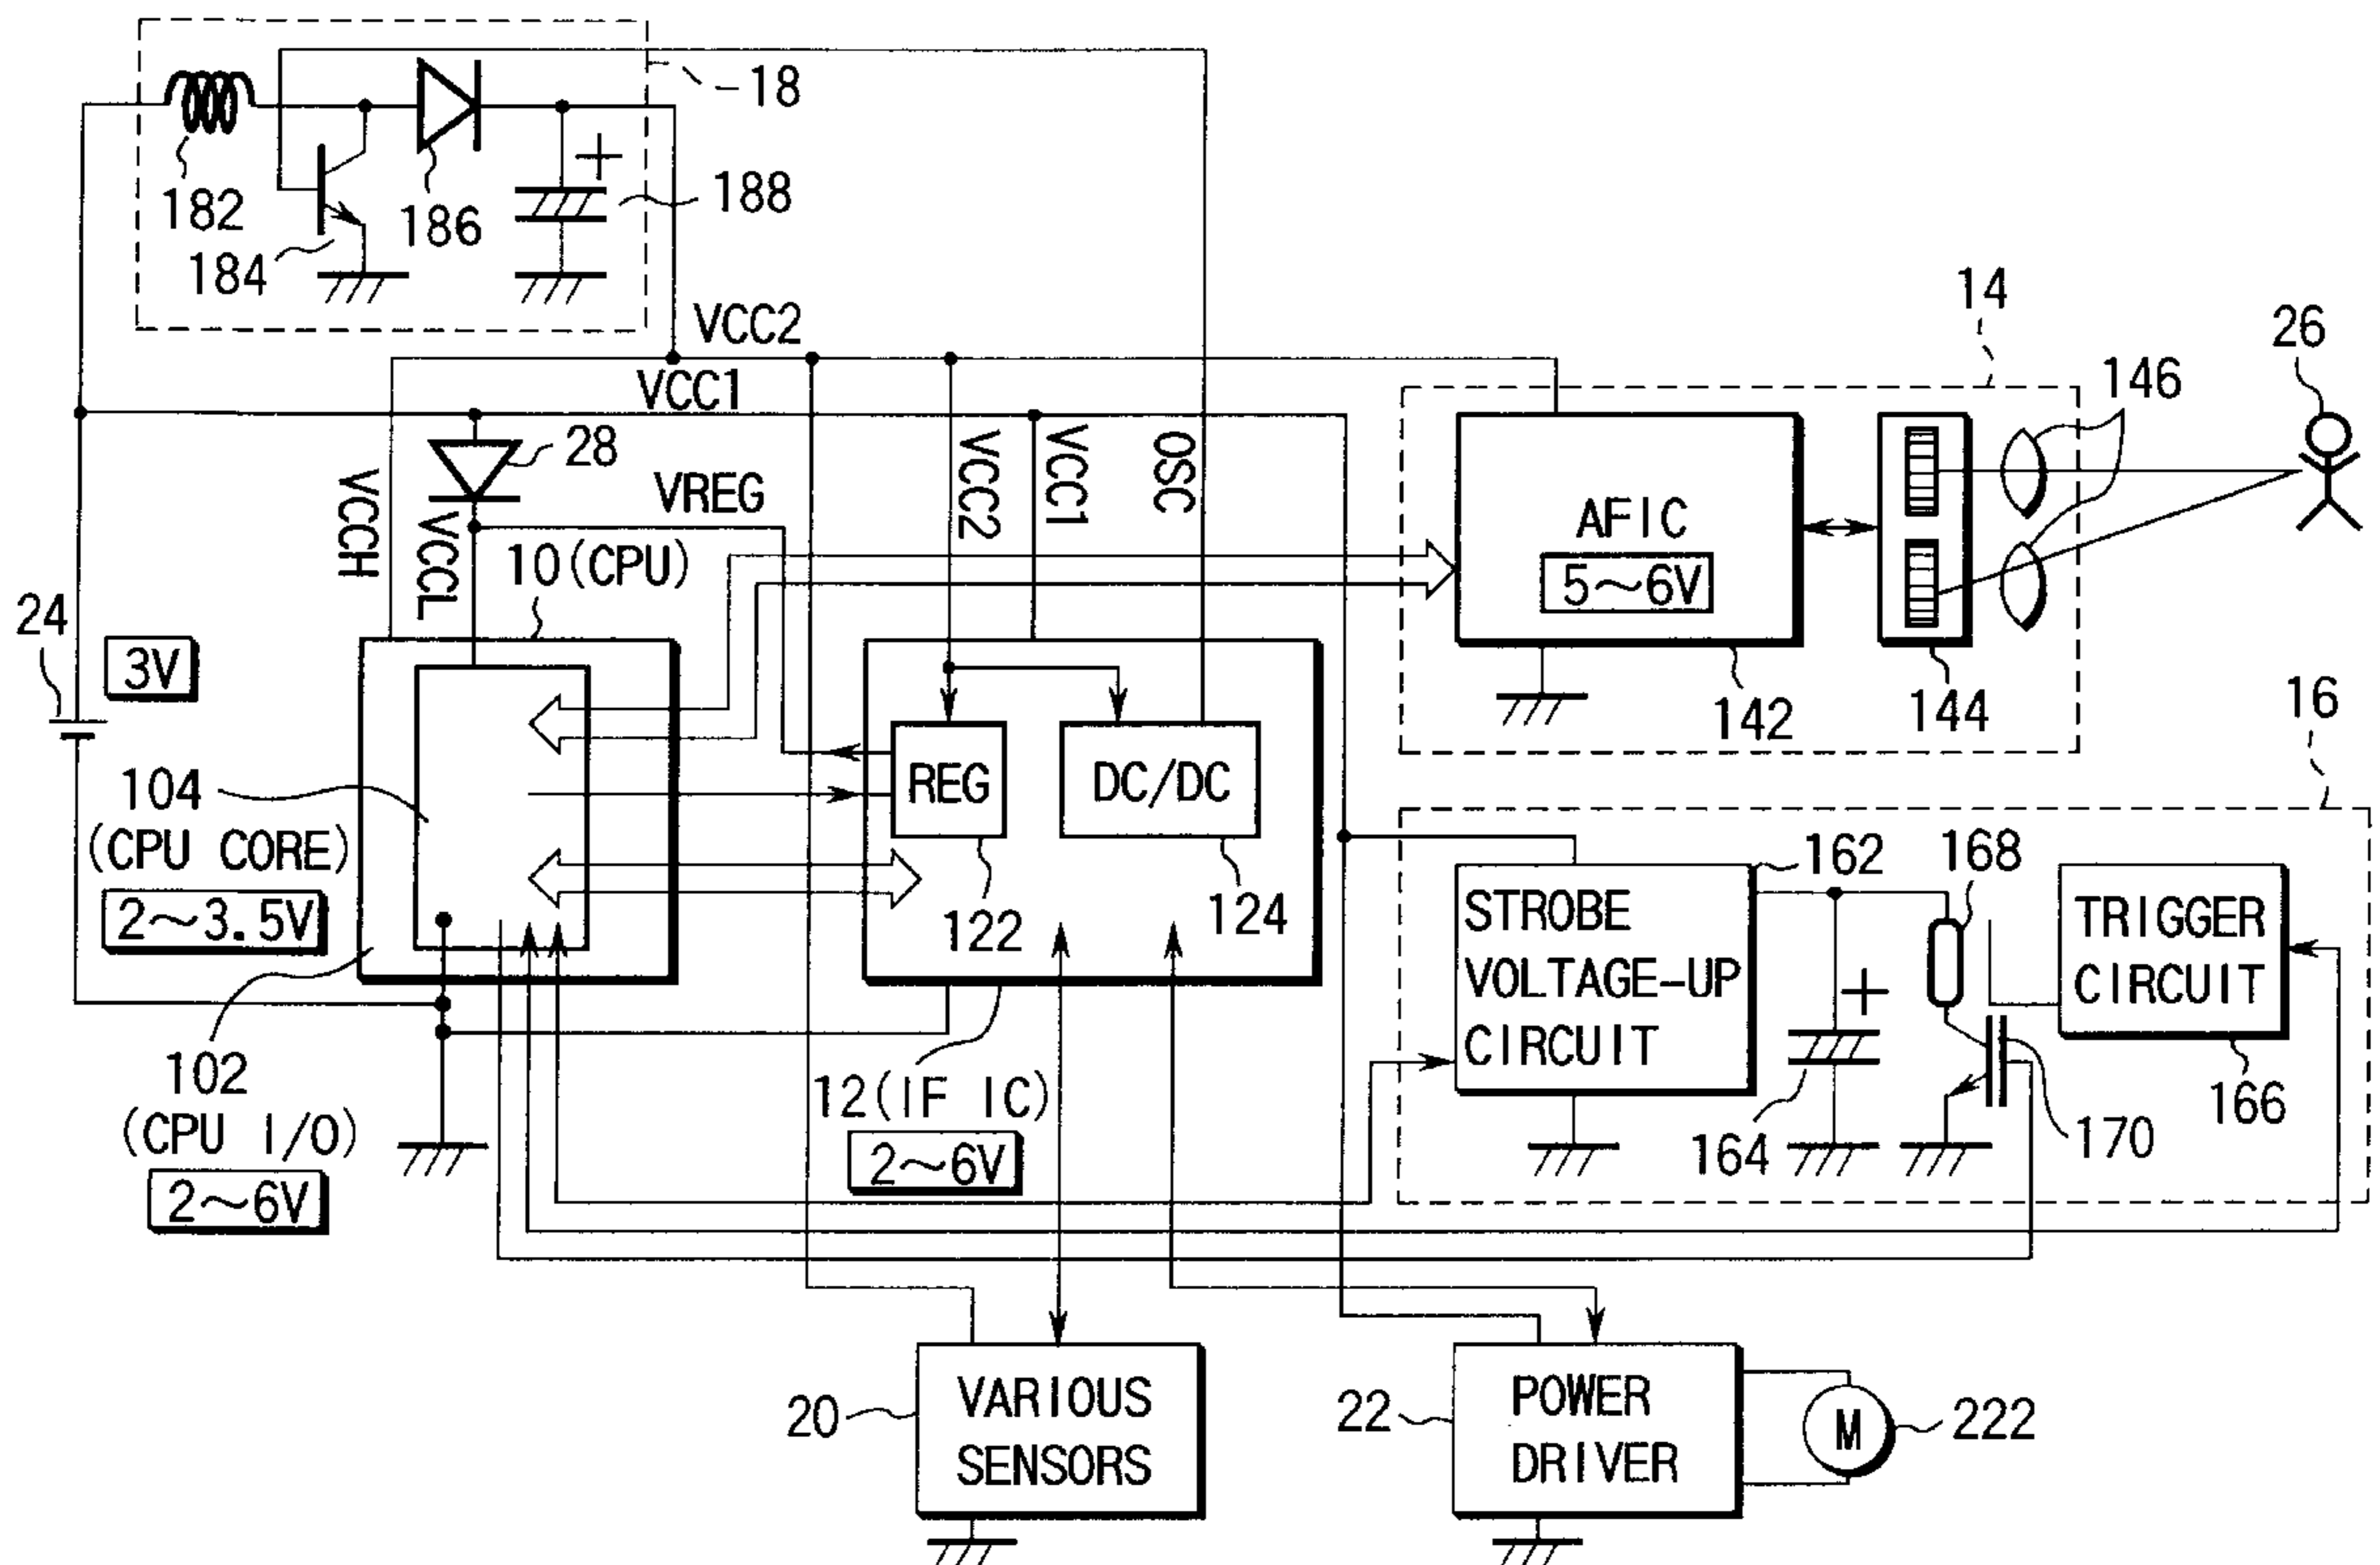 18
182
184
186
188
VCC2
VCC1
14
26
146
28
VREG
VCCH
VCCL
VCC2
VCC1
OSC
10(CPU)
AFIC
5~6V
24
3V
142
144
16
104
(CPU CORE)
2~3.5V
REG
DC/DC
122
124
162
168
STROBE
VOLTAGE-UP
CIRCUIT
TRIGGER
CIRCUIT
102
(CPU I/O)
2~6V
12(IF IC)
2~6V
164
170
166
20
VARIOUS
SENSORS
22
POWER
DRIVER
M
222